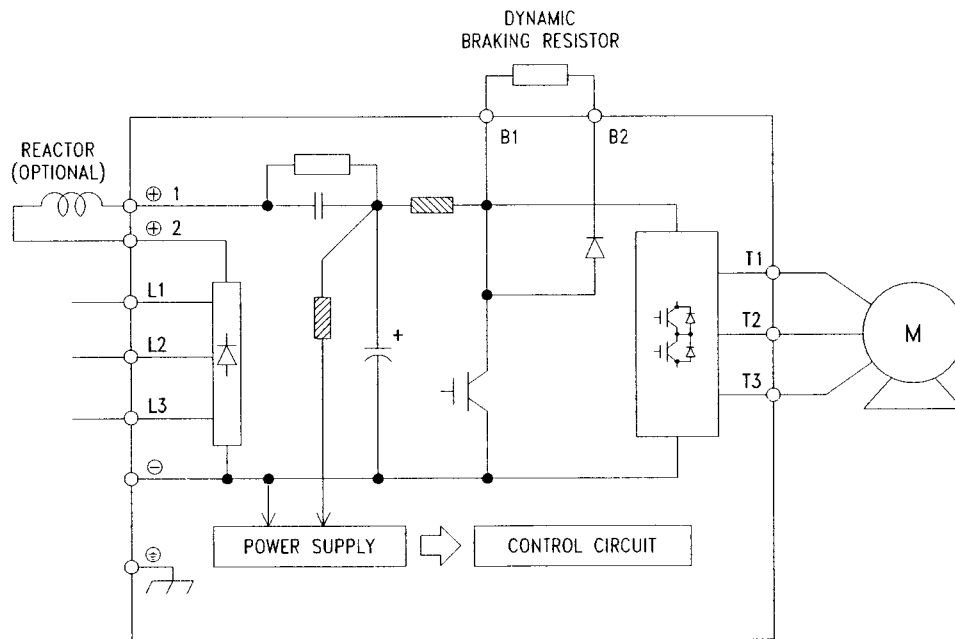 DYNAMIC
BRAKING RESISTOR
B1
B2
REACTOR
(OPTIONAL)
⊕ 1
⊕ 2
L1
L2
L3
⊖
+
T1
T2
T3
M
POWER SUPPLY
CONTROL CIRCUIT